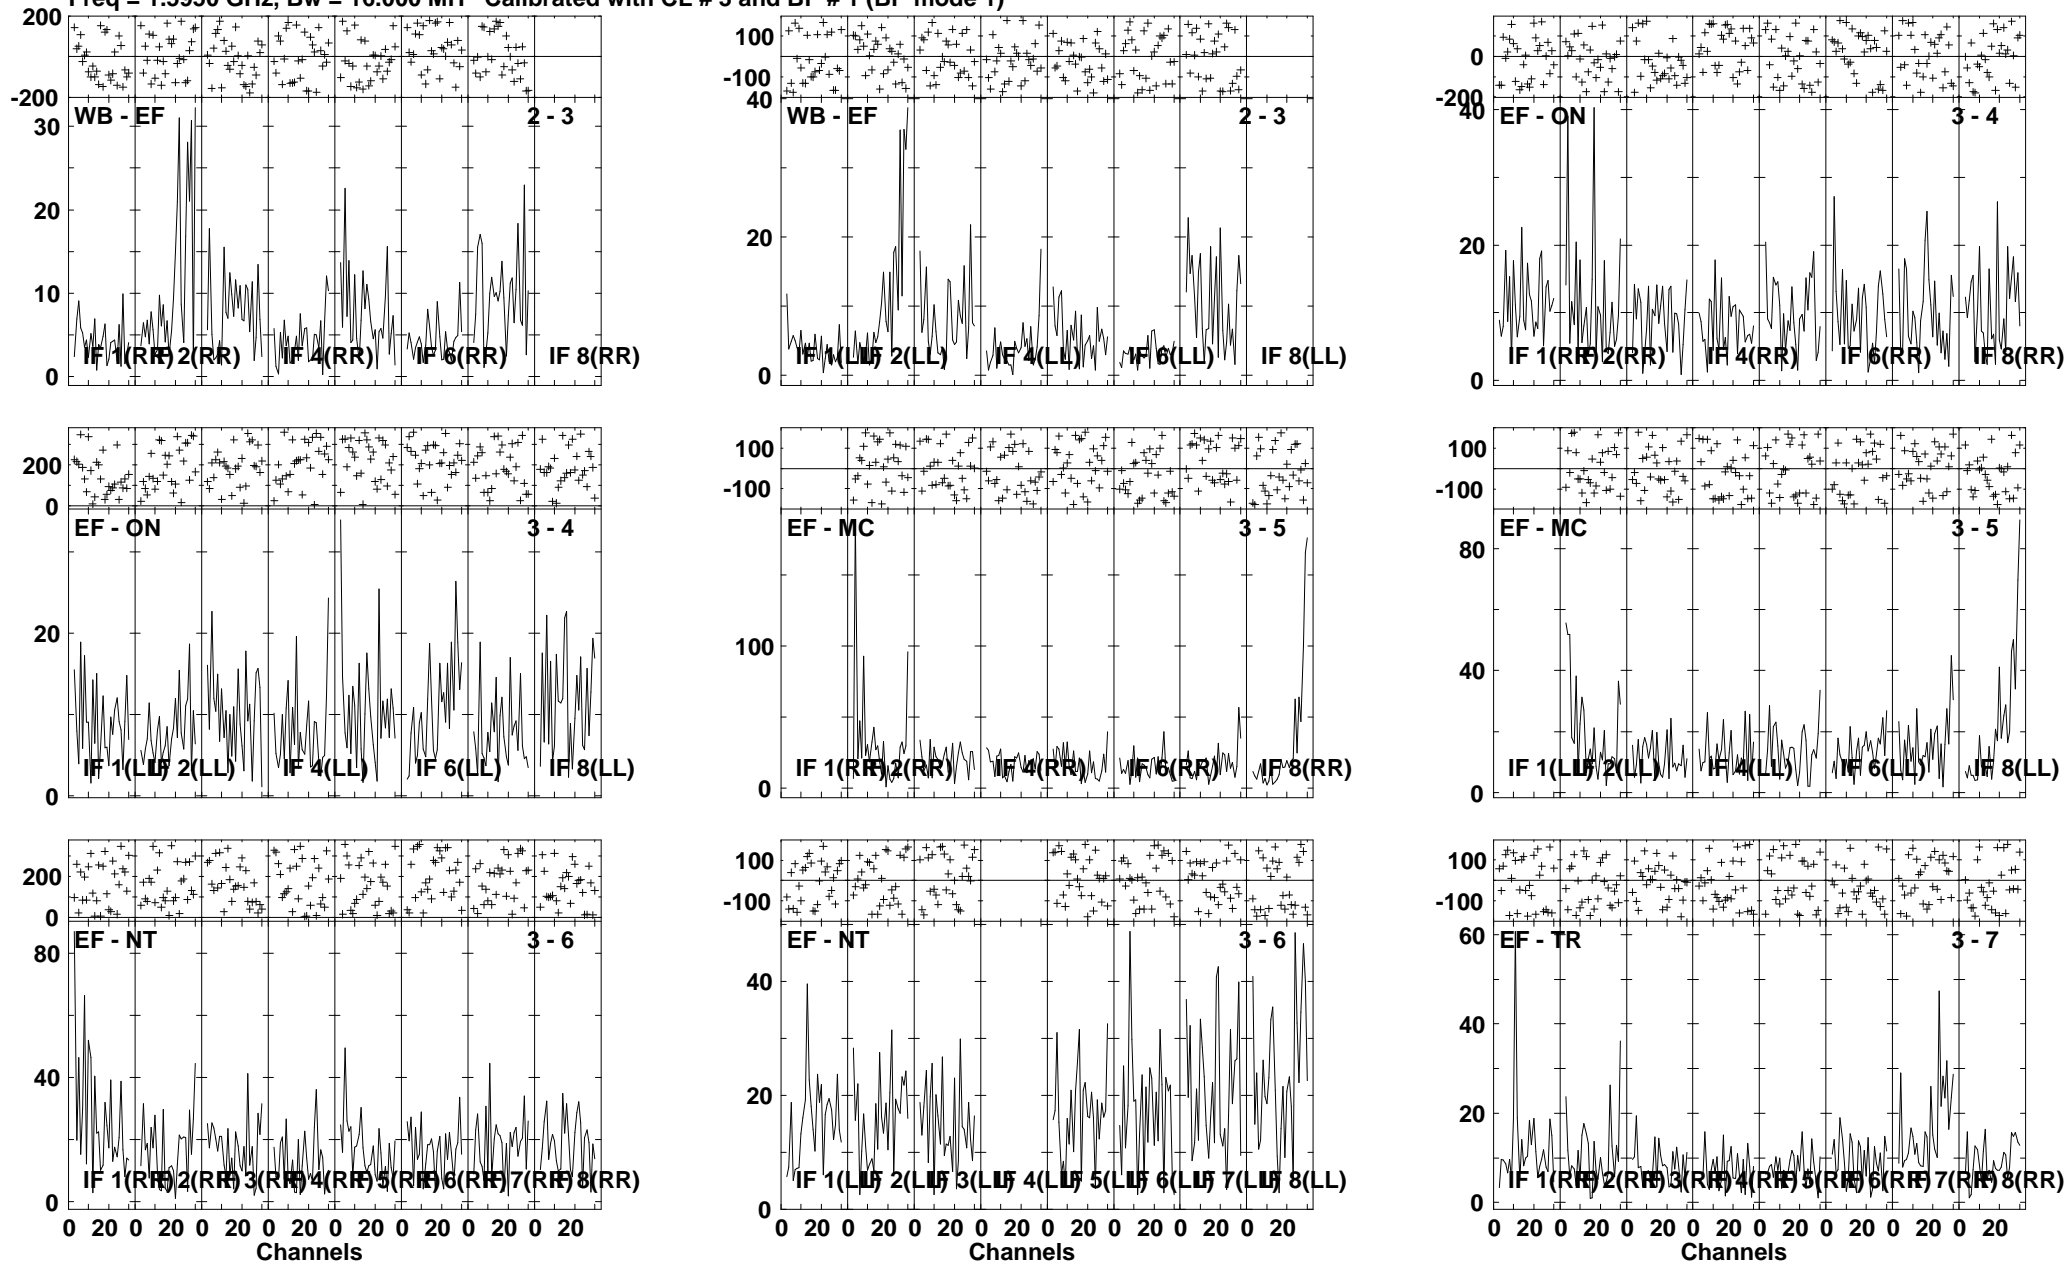 Freq = 1.5950 GHz, Bw = 16.000 MH Calibrated with CL # 3 and BP # 1 (BP mode 1)
200
-200
WB - EF 2 - 3
30
20
10
0
IF 1(RR) IF 2(RR) IF 4(RR) IF 6(RR) IF 8(RR)
100
-100
40
WB - EF 2 - 3
20
0
IF 1(LL) IF 2(LL) IF 4(LL) IF 6(LL) IF 8(LL)
0
-200
40
EF - ON 3 - 4
20
0
IF 1(RR) IF 2(RR) IF 4(RR) IF 6(RR) IF 8(RR)
200
0
EF - ON 3 - 4
20
0
IF 1(LL) IF 2(LL) IF 4(LL) IF 6(LL) IF 8(LL)
100
-100
EF - MC 3 - 5
100
0
IF 1(RR) IF 2(RR) IF 4(RR) IF 6(RR) IF 8(RR)
100
-100
EF - MC 3 - 5
80
40
0
IF 1(LL) IF 2(LL) IF 4(LL) IF 6(LL) IF 8(LL)
200
0
EF - NT 3 - 6
80
40
0
IF 1(RR) IF 2(RR) IF 3(RR) IF 4(RR) IF 5(RR) IF 6(RR) IF 7(RR) IF 8(RR)
0 20 0 20 0 20 0 20 0 20 0 20 0 20 0 20
Channels
100
-100
EF - NT 3 - 6
40
20
0
IF 1(LL) IF 2(LL) IF 3(LL) IF 4(LL) IF 5(LL) IF 6(LL) IF 7(LL) IF 8(LL)
0 20 0 20 0 20 0 20 0 20 0 20 0 20 0 20
Channels
100
-100
EF - TR 3 - 7
60
40
20
0
IF 1(RR) IF 2(RR) IF 3(RR) IF 4(RR) IF 5(RR) IF 6(RR) IF 7(RR) IF 8(RR)
0 20 0 20 0 20 0 20 0 20 0 20 0 20 0 20
Channels